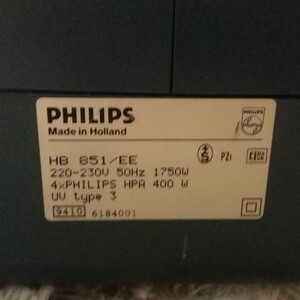 PHILIPS
Made in Holland
HB 851/EE
220-230V 50Hz 1750W
4xPHILIPS HPA 400 W
UV type 3
9410 6184001
S
PZi